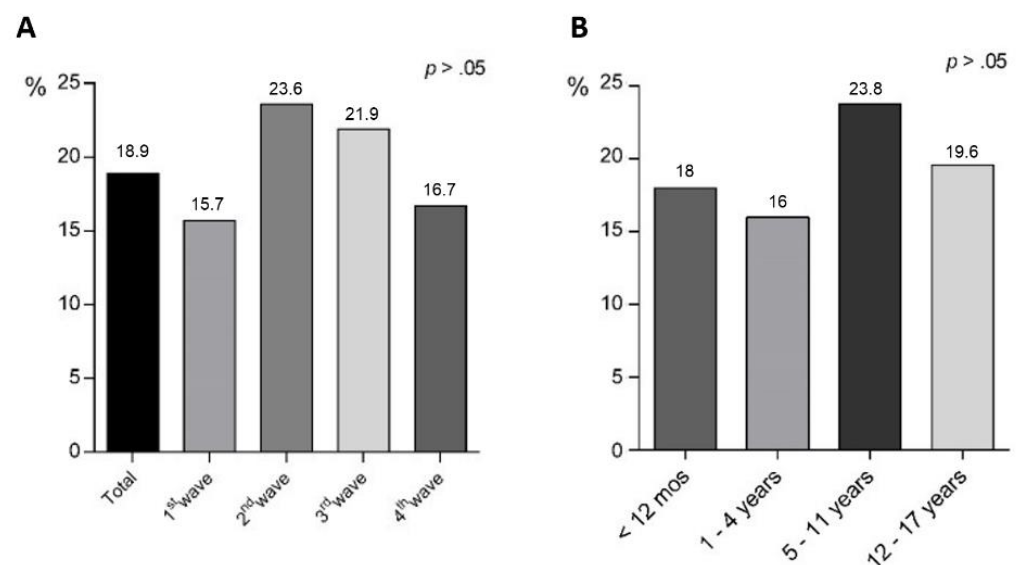 A
%
p > .05
25
20
15
10
5
0
18.9
15.7
23.6
21.9
16.7
Total
1st wave
2nd wave
3rd wave
4th wave
B
%
p > .05
25
20
15
10
5
0
18
16
23.8
19.6
< 12 mos
1 - 4 years
5 - 11 years
12 - 17 years